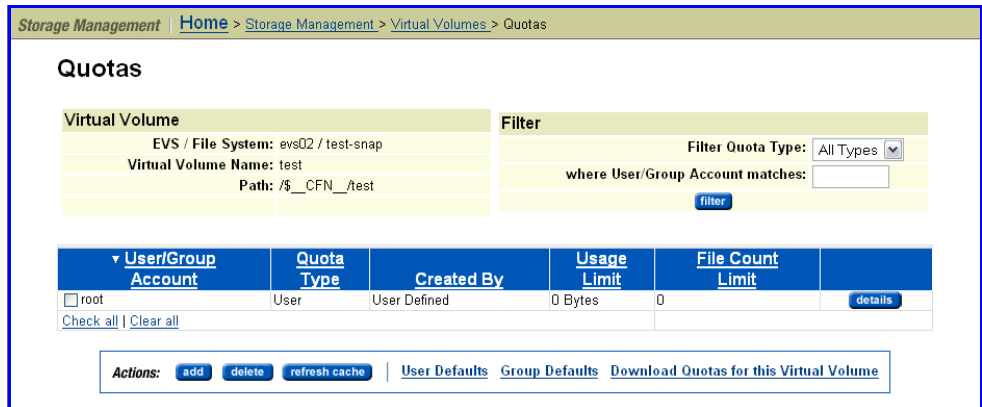 Storage Management | Home > Storage Management > Virtual Volumes > Quotas
Quotas
Virtual Volume
EVS / File System: evs02 / test-snap
Virtual Volume Name: test
Path: /$__CFN__/test
Filter
Filter Quota Type: All Types
where User/Group Account matches:
filter
User/Group Account Quota Type Created By Usage Limit File Count Limit
root User User Defined 0 Bytes 0 details
Check all | Clear all
Actions: add delete refresh cache | User Defaults Group Defaults Download Quotas for this Virtual Volume